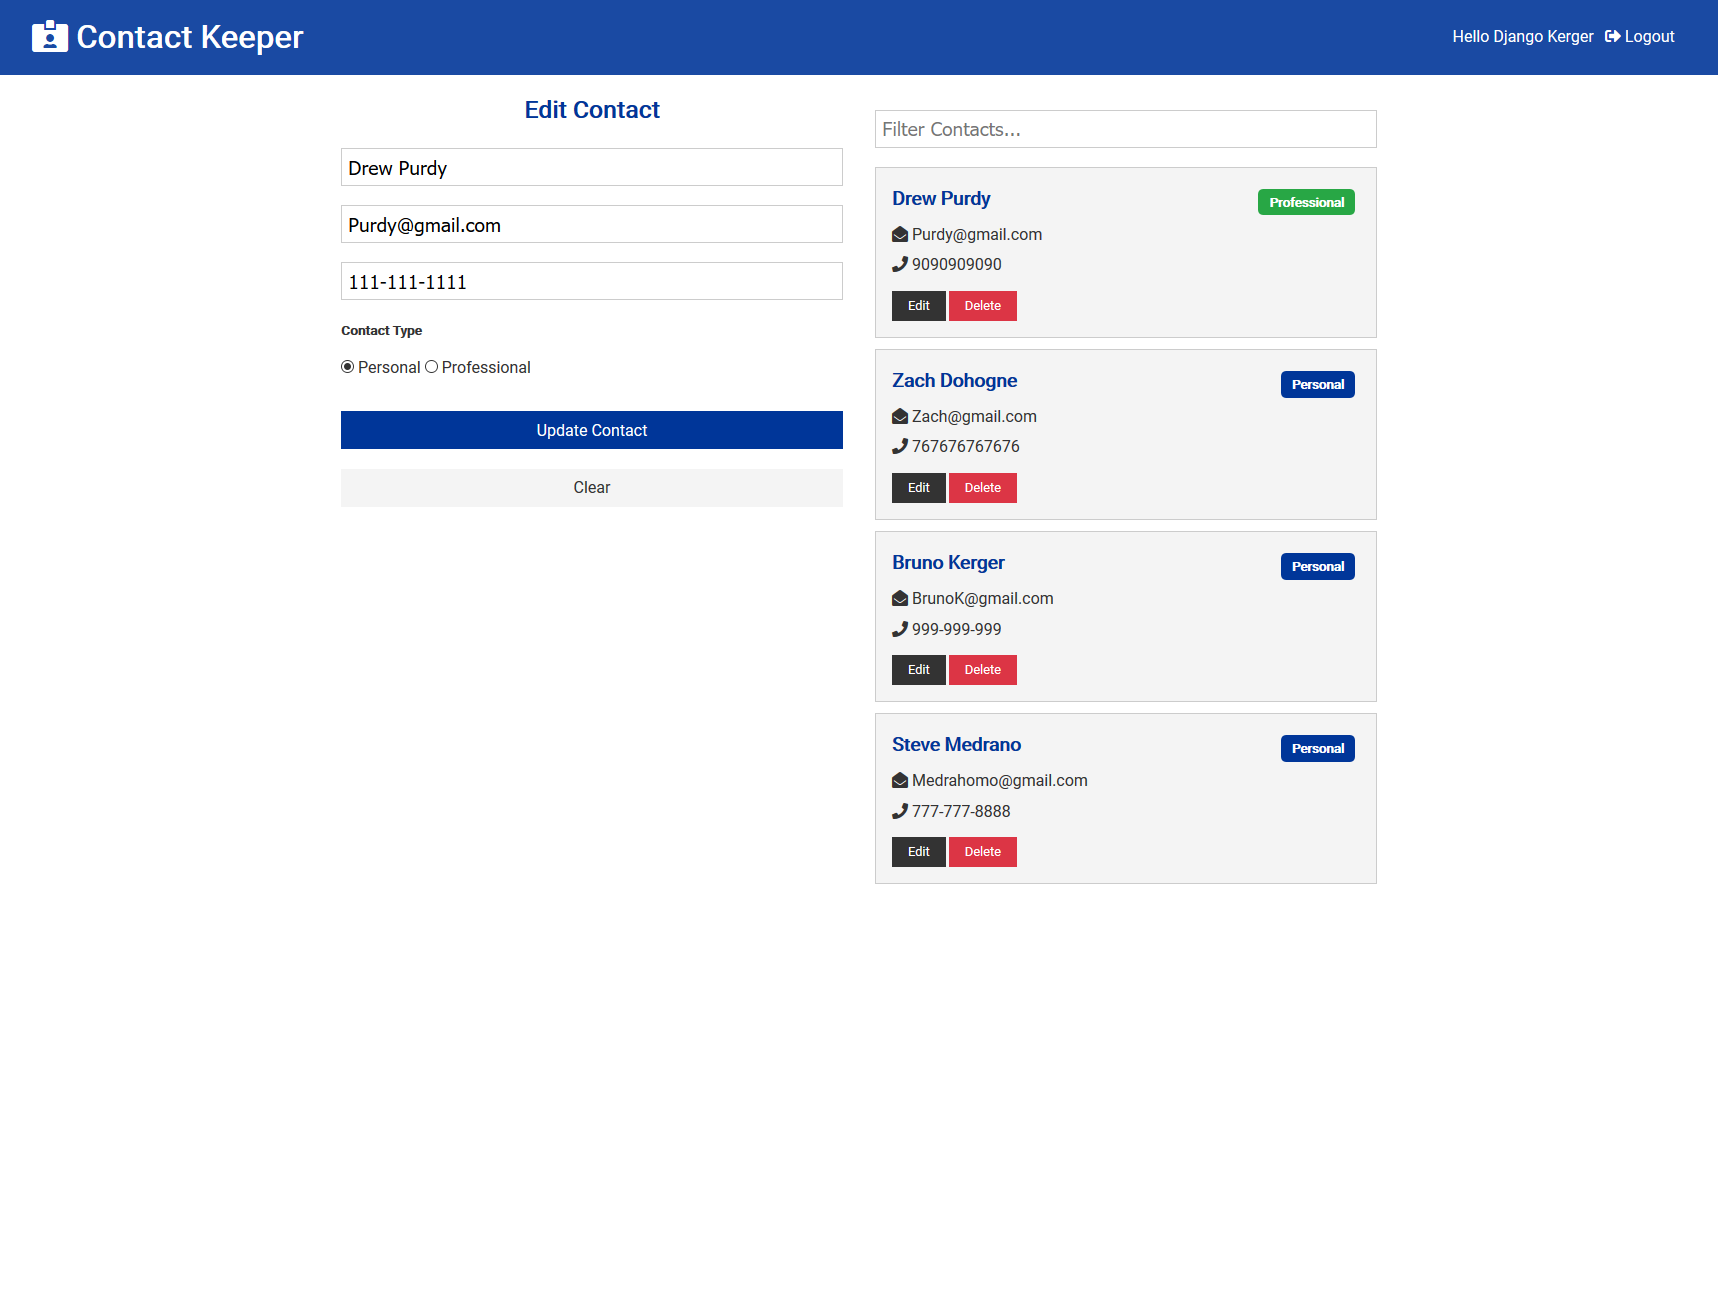 Contact Keeper
Hello Django Kerger Logout
Edit Contact
Drew Purdy
Purdy@gmail.com
111-111-1111
Contact Type
Personal Professional
Update Contact
Clear
Filter Contacts...
Drew Purdy Professional
Purdy@gmail.com
9090909090
Edit Delete
Zach Dohogne Personal
Zach@gmail.com
767676767676
Edit Delete
Bruno Kerger Personal
BrunoK@gmail.com
999-999-999
Edit Delete
Steve Medrano Personal
Medrahomo@gmail.com
777-777-8888
Edit Delete